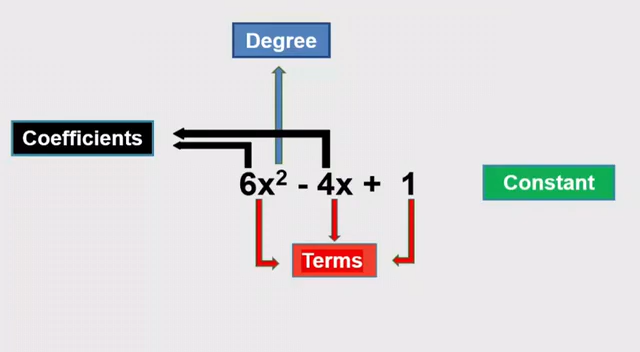 Degree
Coefficients
6x² - 4x + 1
Constant
Terms